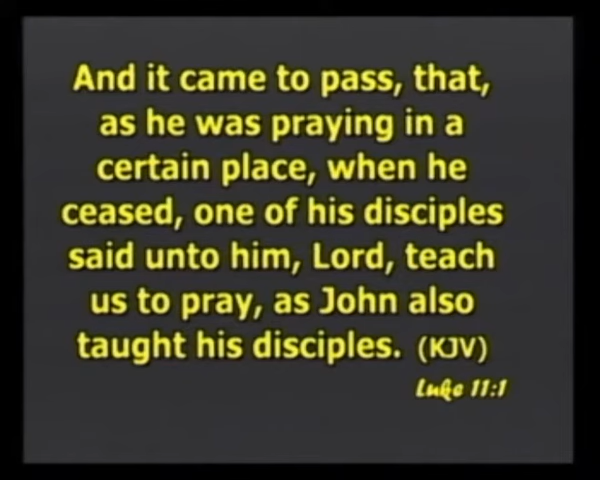 And it came to pass, that,
as he was praying in a
certain place, when he
ceased, one of his disciples
said unto him, Lord, teach
us to pray, as John also
taught his disciples. (KJV)
Luke 11:1